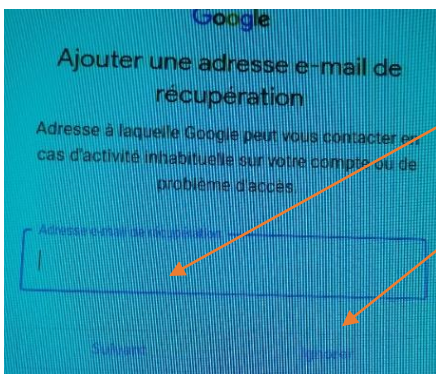 Google
Ajouter une adresse e-mail de
récupération
Adresse à laquelle Google peut vous contacter en
cas d'activité inhabituelle sur votre compte ou de
problème d'accès.
Adresse e-mail de récupération
Suivant
Ignorer